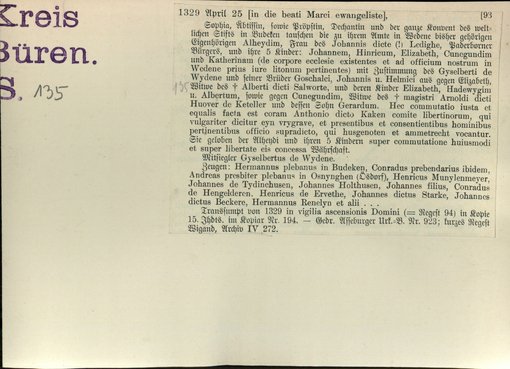 Kreis
Büren.
S. 135
1329 April 25 [in die beati Marci ewangeliste]. [93
Sophia, Äbtissin, sowie Pröpstin, Dechantin und der ganze Konvent des welt-
lichen Stifts in Budeken tauschen die zu ihrem Amte in Wedene bisher gehörigen
Eigenhörigen Alheydim, Frau des Johannis dicte (!) Ledighe, Paderborner
Bürgers, und ihre 5 Kinder: Johannem, Hinricum, Elizabeth, Cunegundim
und Katherinam (de corpore ecclesie existentes et ad officium nostrum in
Wedene prius iure litonum pertinentes) mit Zustimmung des Gyselberti de
Wydene und seiner Brüder Goschalci, Johannis u. Helmici aus gegen Elizabeth,
135 Witwe des † Alberti dicti Salworte, und deren Kinder Elizabeth, Hadewygim
u. Albertum, sowie gegen Cunegundim, Witwe des † magistri Arnoldi dicti
Huover de Keteller und dessen Sohn Gerardum. Hec commutatio iusta et
equalis facta est coram Anthonio dicto Kaken comite libertinorum, qui
vulgariter dicitur eyn vrygrave, et presentibus et consentientibus hominibus
pertinentibus officio supradicto, qui husgenoten et ammetrecht vocantur.
Sie geloben der Alheydi und ihren 5 Kindern super commutatione huiusmodi
et super libertate eis concessa Währschaft.
Mitsiegler Gyselbertus de Wydene.
Zeugen: Hermannus plebanus in Budeken, Conradus prebendarius ibidem,
Andreas presbiter plebanus in Osnynghen (Ösdorf), Henricus Munylenmeyer,
Johannes de Tydinchusen, Johannes Holthusen, Johannes filius, Conradus
de Hengelderen. Henricus de Ervethe, Johannes dictus Starke, Johannes
dictus Beckere, Hermannus Renelyn et alii . . .
Transsumpt von 1329 in vigilia ascensionis Domini (= Regest 94) in Kopie
15. Jhdts. im Kopiar Nr. 194. — Gedr. Asseburger Urk.-B. Nr. 923; kurzes Regest
Wigand, Archiv IV 272.